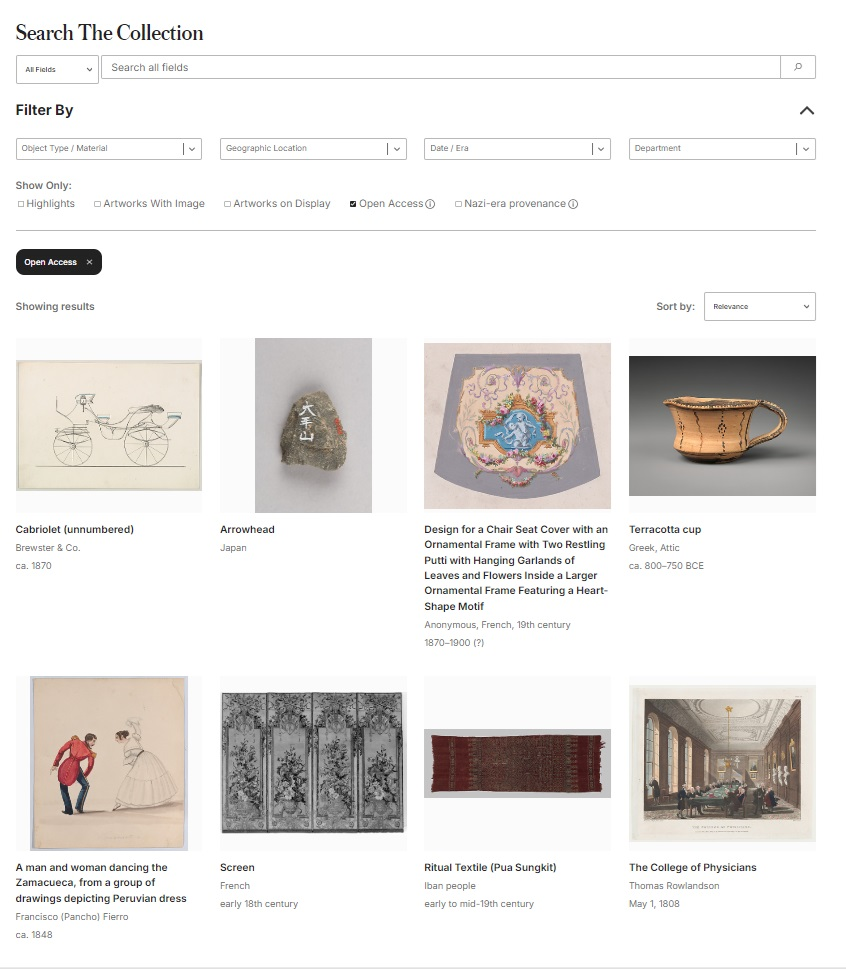 Search The Collection
All Fields
Search all fields
Filter By
Object Type / Material
Geographic Location
Date / Era
Department
Show Only:
Highlights
Artworks With Image
Artworks on Display
Open Access
Nazi-era provenance
Open Access ×
Showing results
Sort by:
Relevance
大手山
Cabriolet (unnumbered)
Brewster & Co.
ca. 1870
Arrowhead
Japan
Design for a Chair Seat Cover with an
Ornamental Frame with Two Restling
Putti with Hanging Garlands of
Leaves and Flowers Inside a Larger
Ornamental Frame Featuring a Heart-
Shape Motif
Anonymous, French, 19th century
1870–1900 (?)
Terracotta cup
Greek, Attic
ca. 800–750 BCE
A man and woman dancing the
Zamacueca, from a group of
drawings depicting Peruvian dress
Francisco (Pancho) Fierro
ca. 1848
Screen
French
early 18th century
Ritual Textile (Pua Sungkit)
Iban people
early to mid-19th century
The College of Physicians
Thomas Rowlandson
May 1, 1808